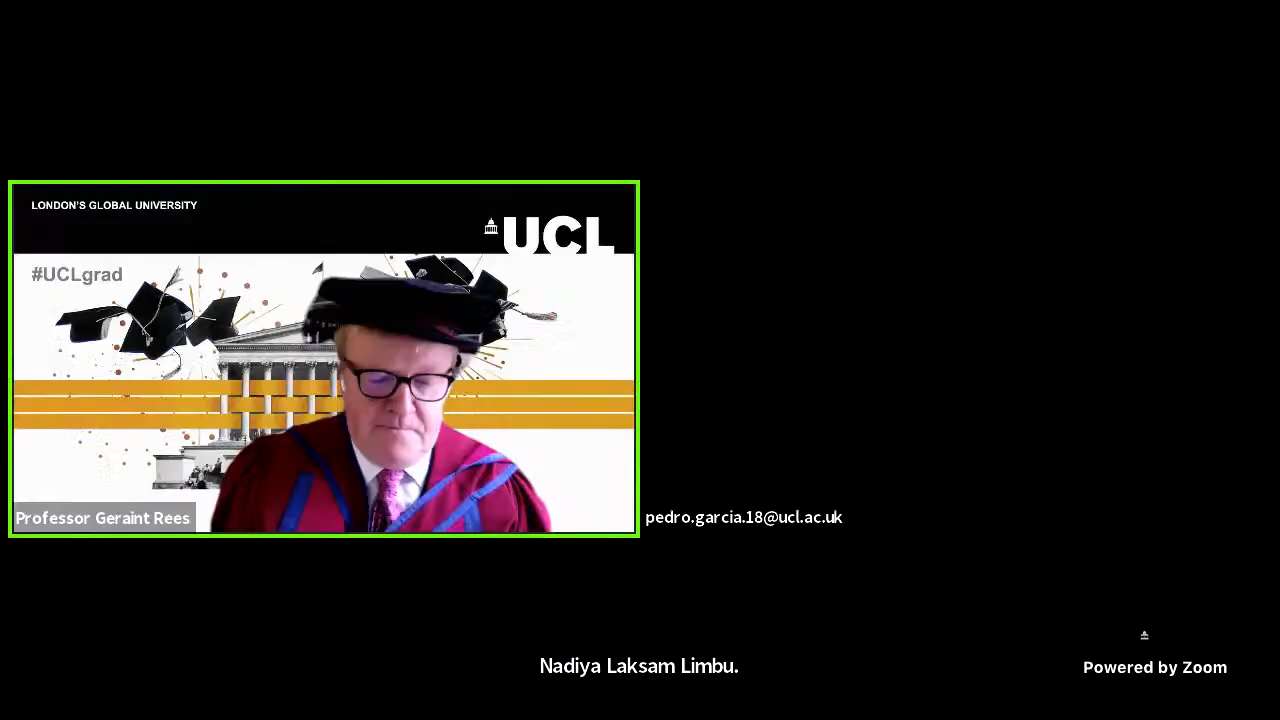 LONDON'S GLOBAL UNIVERSITY
UCL
#UCLgrad
Professor Geraint Rees
pedro.garcia.18@ucl.ac.uk
Nadiya Laksam Limbu.
Powered by Zoom